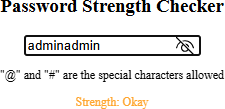 Password Strength Checker
adminadmin
"@" and "#" are the special characters allowed
Strength: Okay